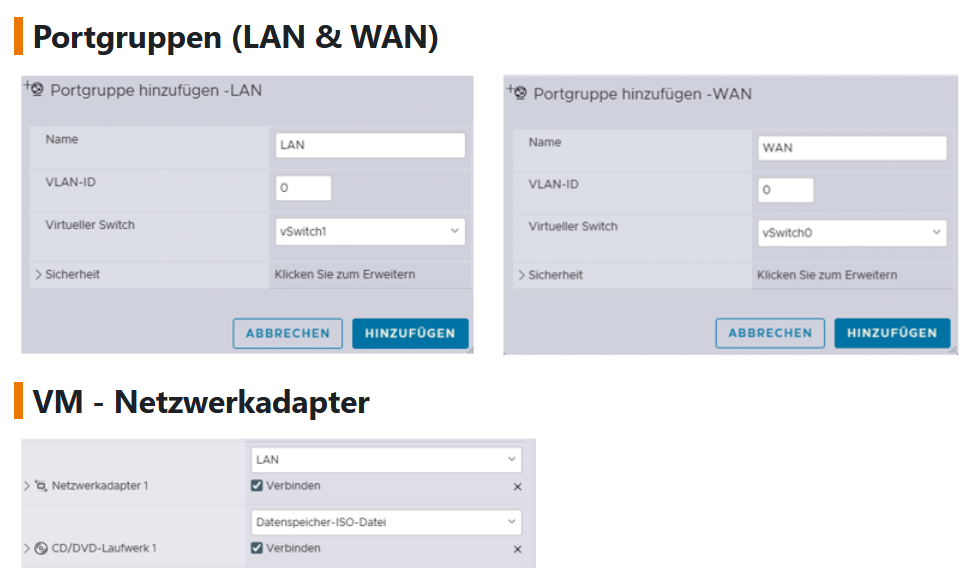 Portgruppen (LAN & WAN)
Portgruppe hinzufügen -LAN
Name
LAN
VLAN-ID
0
Virtueller Switch
vSwitch1
Sicherheit
Klicken Sie zum Erweitern
ABBRECHEN
HINZUFÜGEN
Portgruppe hinzufügen -WAN
Name
WAN
VLAN-ID
0
Virtueller Switch
vSwitch0
Sicherheit
Klicken Sie zum Erweitern
ABBRECHEN
HINZUFÜGEN
VM - Netzwerkadapter
LAN
Netzwerkadapter 1
Verbinden
Datenspeicher-ISO-Datei
CD/DVD-Laufwerk 1
Verbinden